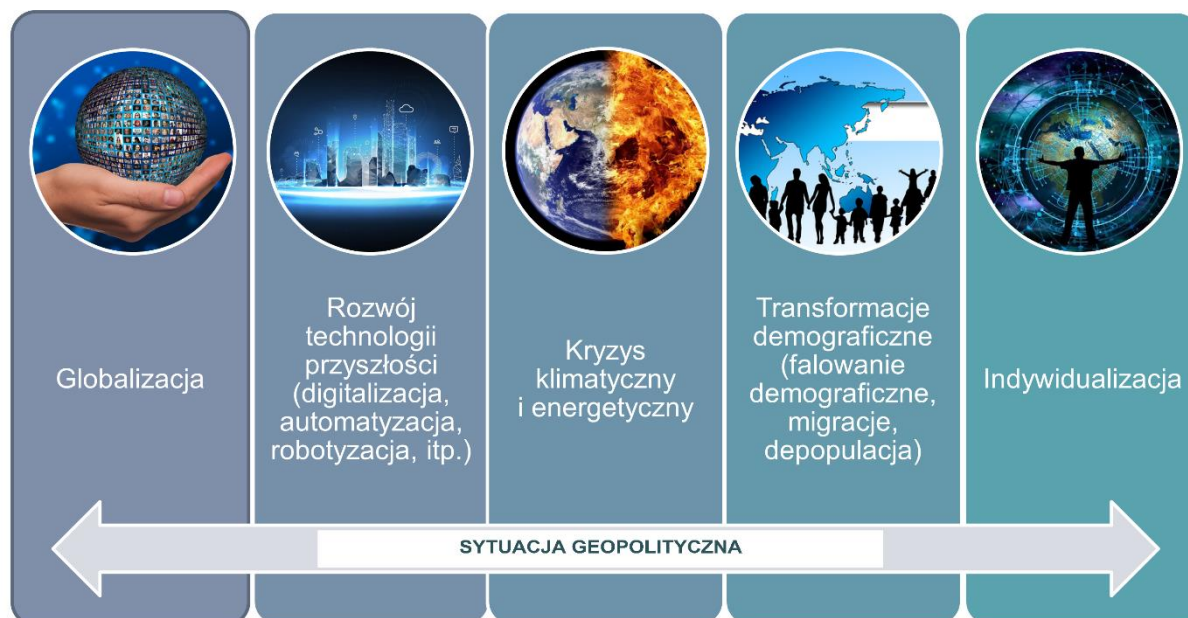 Globalizacja
Rozwój
technologii
przyszłości
(digitalizacja,
automatyzacja,
robotyzacja, itp.)
Kryzys
klimatyczny
i energetyczny
Transformacje
demograficzne
(falowanie
demograficzne,
migracje,
depopulacja)
Indywidualizacja
SYTUACJA GEOPOLITYCZNA